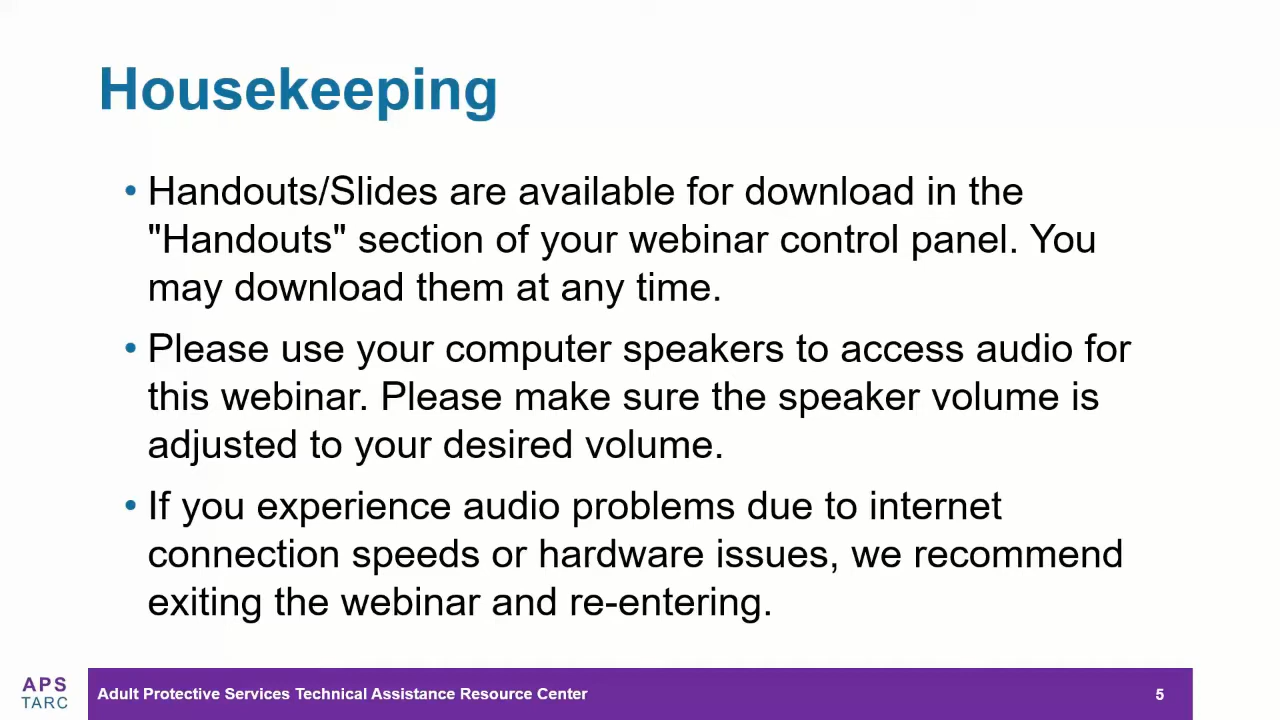 Housekeeping
• Handouts/Slides are available for download in the
"Handouts" section of your webinar control panel. You
may download them at any time.
• Please use your computer speakers to access audio for
this webinar. Please make sure the speaker volume is
adjusted to your desired volume.
• If you experience audio problems due to internet
connection speeds or hardware issues, we recommend
exiting the webinar and re-entering.
APS
TARC
Adult Protective Services Technical Assistance Resource Center
5